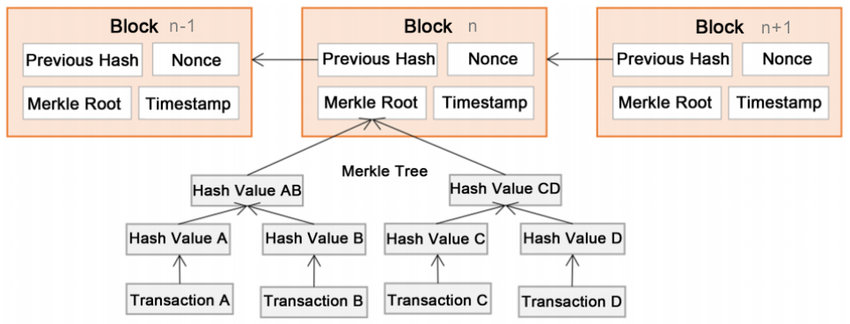 Block n-1
Previous Hash
Nonce
Merkle Root
Timestamp
Block n
Previous Hash
Nonce
Merkle Root
Timestamp
Block n+1
Previous Hash
Nonce
Merkle Root
Timestamp
Merkle Tree
Hash Value AB
Hash Value CD
Hash Value A
Hash Value B
Hash Value C
Hash Value D
Transaction A
Transaction B
Transaction C
Transaction D